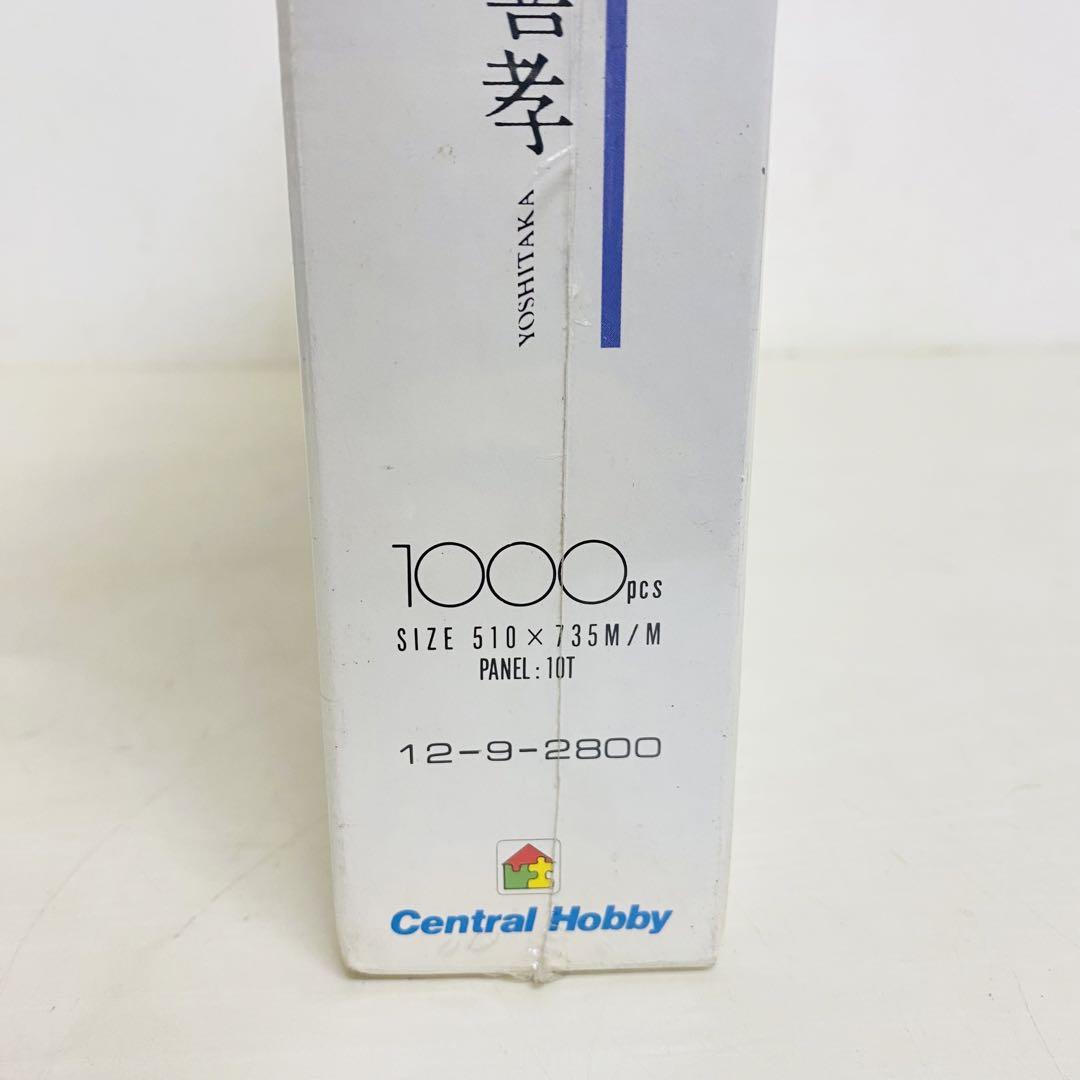 孝
YOSHITAKA
1000pcs
SIZE 510×735M/M
PANEL:10T
12-9-2800
Central Hobby